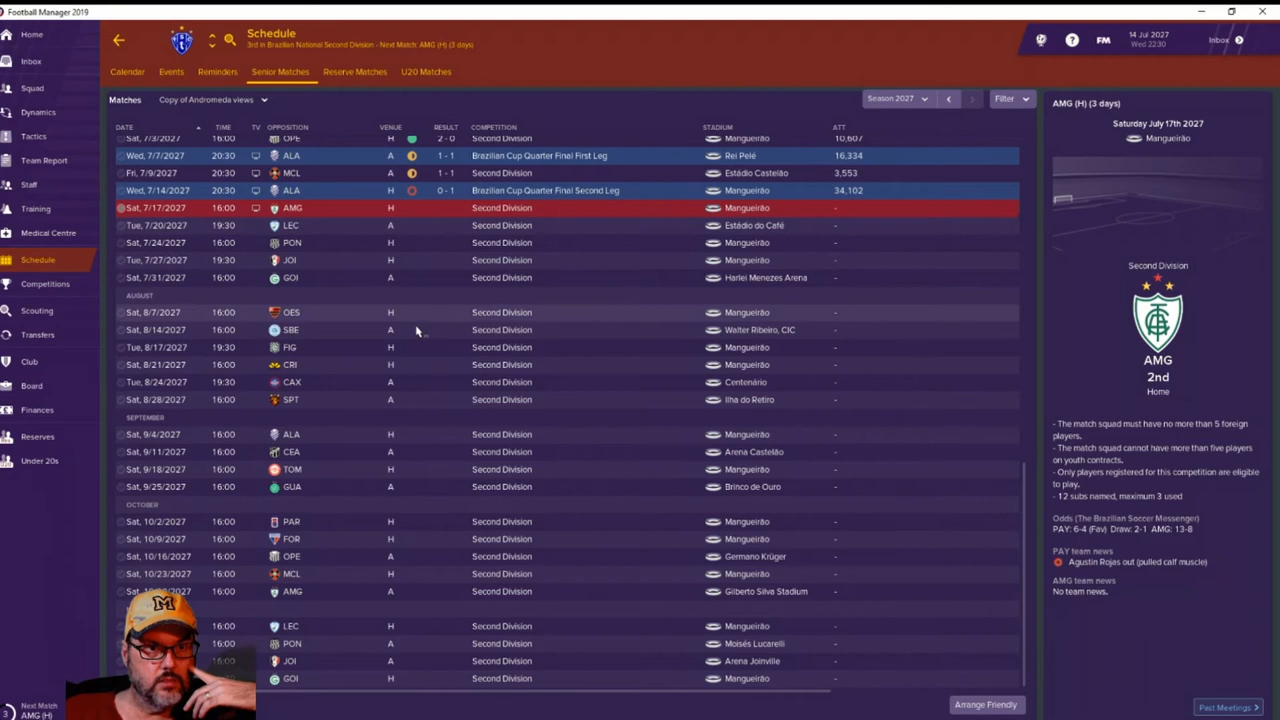 Football Manager 2019
Home
Inbox
Squad
Dynamics
Tactics
Team Report
Staff
Training
Medical Centre
Schedule
Competitions
Scouting
Transfers
Club
Board
Finances
Reserves
Under 20s
3 Next Match
AMG (H)
Schedule
3rd in Brazilian National Second Division - Next Match: AMG (H) (3 days)
FM
14 Jul 2027
Wed 22:30
Inbox
Calendar Events Reminders Senior Matches Reserve Matches U20 Matches
Matches Copy of Andromeda views Season 2027 Filter
DATE TIME TV OPPOSITION VENUE RESULT COMPETITION STADIUM ATT
Sat, 7/3/2027 16:00 OPE H 2 - 0 Second Division Mangueirão 10,607
Wed, 7/7/2027 20:30 ALA A 1 - 1 Brazilian Cup Quarter Final First Leg Rei Pelé 16,334
Fri, 7/9/2027 20:30 MCL A 1 - 1 Second Division Estádio Castelão 3,553
Wed, 7/14/2027 20:30 ALA H 0 - 1 Brazilian Cup Quarter Final Second Leg Mangueirão 34,102
Sat, 7/17/2027 16:00 AMG H Second Division Mangueirão -
Tue, 7/20/2027 19:30 LEC A Second Division Estádio do Café -
Sat, 7/24/2027 16:00 PON H Second Division Mangueirão -
Tue, 7/27/2027 19:30 JOI H Second Division Mangueirão -
Sat, 7/31/2027 16:00 GOI A Second Division Harlei Menezes Arena -
AUGUST
Sat, 8/7/2027 16:00 OES H Second Division Mangueirão -
Sat, 8/14/2027 16:00 SBE A Second Division Walter Ribeiro, CIC -
Tue, 8/17/2027 19:30 FIG H Second Division Mangueirão -
Sat, 8/21/2027 16:00 CRI H Second Division Mangueirão -
Tue, 8/24/2027 19:30 CAX A Second Division Centenário -
Sat, 8/28/2027 16:00 SPT A Second Division Ilha do Retiro -
SEPTEMBER
Sat, 9/4/2027 16:00 ALA H Second Division Mangueirão -
Sat, 9/11/2027 16:00 CEA A Second Division Arena Castelão -
Sat, 9/18/2027 16:00 TOM H Second Division Mangueirão -
Sat, 9/25/2027 16:00 GUA A Second Division Brinco de Ouro -
OCTOBER
Sat, 10/2/2027 16:00 PAR H Second Division Mangueirão -
Sat, 10/9/2027 16:00 FOR H Second Division Mangueirão -
Sat, 10/16/2027 16:00 OPE A Second Division Germano Krüger -
Sat, 10/23/2027 16:00 MCL H Second Division Mangueirão -
16:00 AMG A Second Division Gilberto Silva Stadium -
16:00 LEC H Second Division Mangueirão -
16:00 PON A Second Division Moisés Lucarelli -
16:00 JOI A Second Division Arena Joinville -
16:00 GOI H Second Division Mangueirão -
Arrange Friendly
AMG (H) (3 days)
Saturday July 17th 2027
Mangueirão
Second Division
AMG
2nd
Home
- The match squad must have no more than 5 foreign
players.
- The match squad cannot have more than five players
on youth contracts.
- Only players registered for this competition are eligible
to play.
- 12 subs named, maximum 3 used
Odds (The Brazilian Soccer Messenger)
PAY: 6-4 (Fav) Draw: 2-1 AMG: 13-8
PAY team news
Agustin Rojas out (pulled calf muscle)
AMG team news
No team news.
Past Meetings